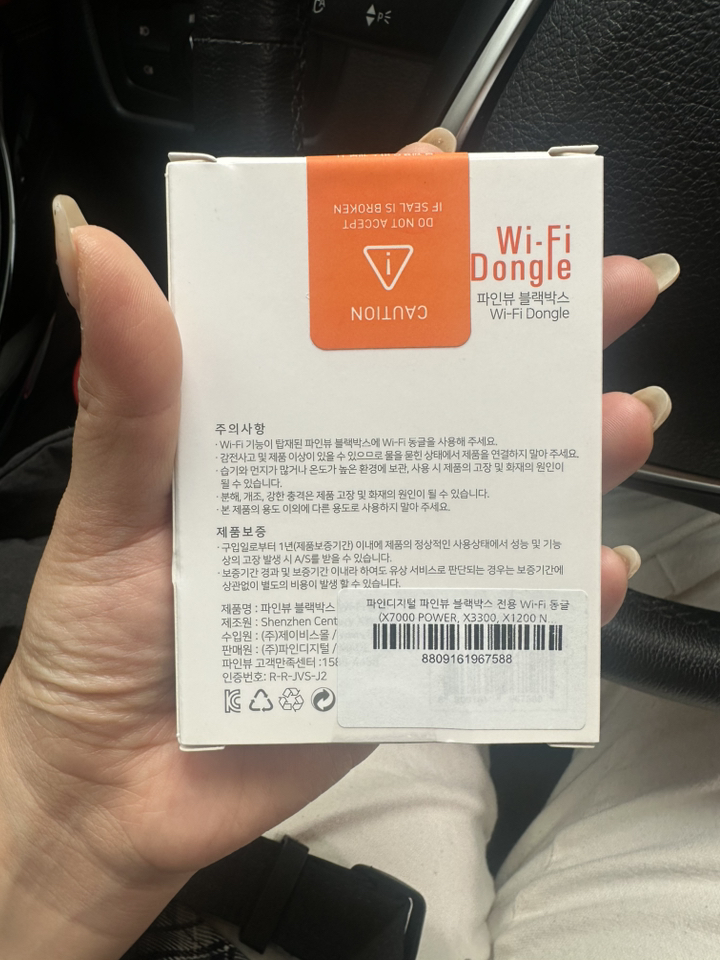 CAUTION
DO NOT ACCEPT
IF SEAL IS BROKEN
Wi-Fi
Dongle
파인뷰 블랙박스
Wi-Fi Dongle
주의사항
· Wi-Fi 기능이 탑재된 파인뷰 블랙박스에 Wi-Fi 동글을 사용해 주세요.
· 감전사고 및 제품 이상이 있을 수 있으므로 물을 묻힌 상태에서 제품을 연결하지 말아 주세요.
· 습기와 먼지가 많거나 온도가 높은 환경에 보관, 사용 시 제품의 고장 및 화재의 원인이
될 수 있습니다.
· 분해, 개조, 강한 충격은 제품 고장 및 화재의 원인이 될 수 있습니다.
· 본 제품의 용도 이외에 다른 용도로 사용하지 말아 주세요.
제품보증
· 구입일로부터 1년(제품보증기간) 이내에 제품의 정상적인 사용상태에서 성능 및 기능
상의 고장 발생 시 A/S를 받을 수 있습니다.
· 보증기간 경과 및 보증기간 이내라 하여도 유상 서비스로 판단되는 경우는 보증기간에
상관없이 별도의 비용이 발생 할 수 있습니다.
제품명 : 파인뷰 블랙박스
제조원 : Shenzhen
수입원 : (주)제이비스몰 /
판매원 : (주)파인디지털 /
파인뷰 고객만족센터 :
인증번호: R-R-JVS-J2
파인디지털 파인뷰 블랙박스 전용 Wi-Fi 동글
(X7000 POWER, X3300, X1200 N
8809161967588